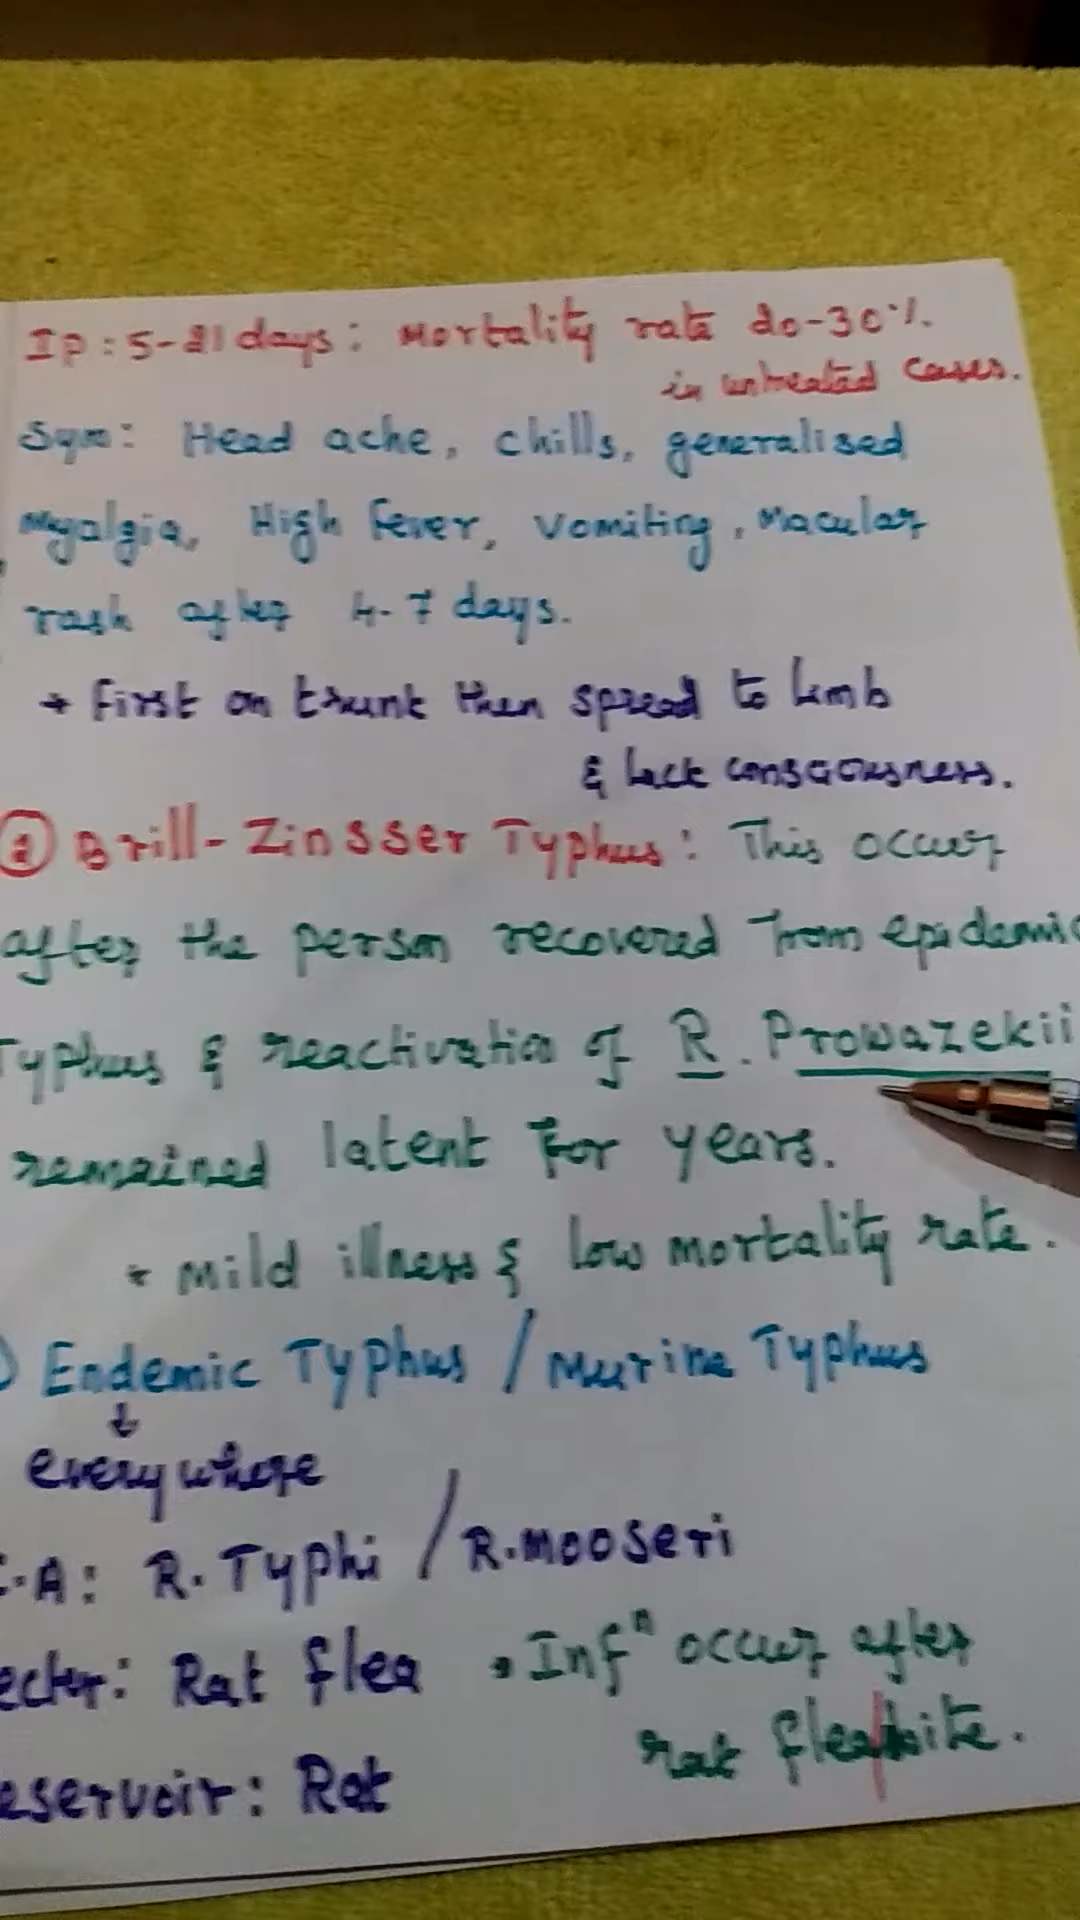 IP: 5-21 days: Mortality rate 20-30%.
in untreated cases.
Sym: Head ache, chills, generalised
Myalgia, High fever, vomiting, Macular
rash after 4-7 days.
* First on trunk then spread to limb
& lack consciousness.
② Brill-Zinsser Typhus: This occur
after the person recovered from epidemic
Typhus & reactivation of R. Prowazekii
remained latent for years.
* mild illness & low mortality rate.
) Endemic Typhus / Murine Typhus
↓
everywhere
C.A: R. Typhi / R. mooseri
ector: Rat flea • Infⁿ occur after
rat flea/bite.
eservoir: Rat